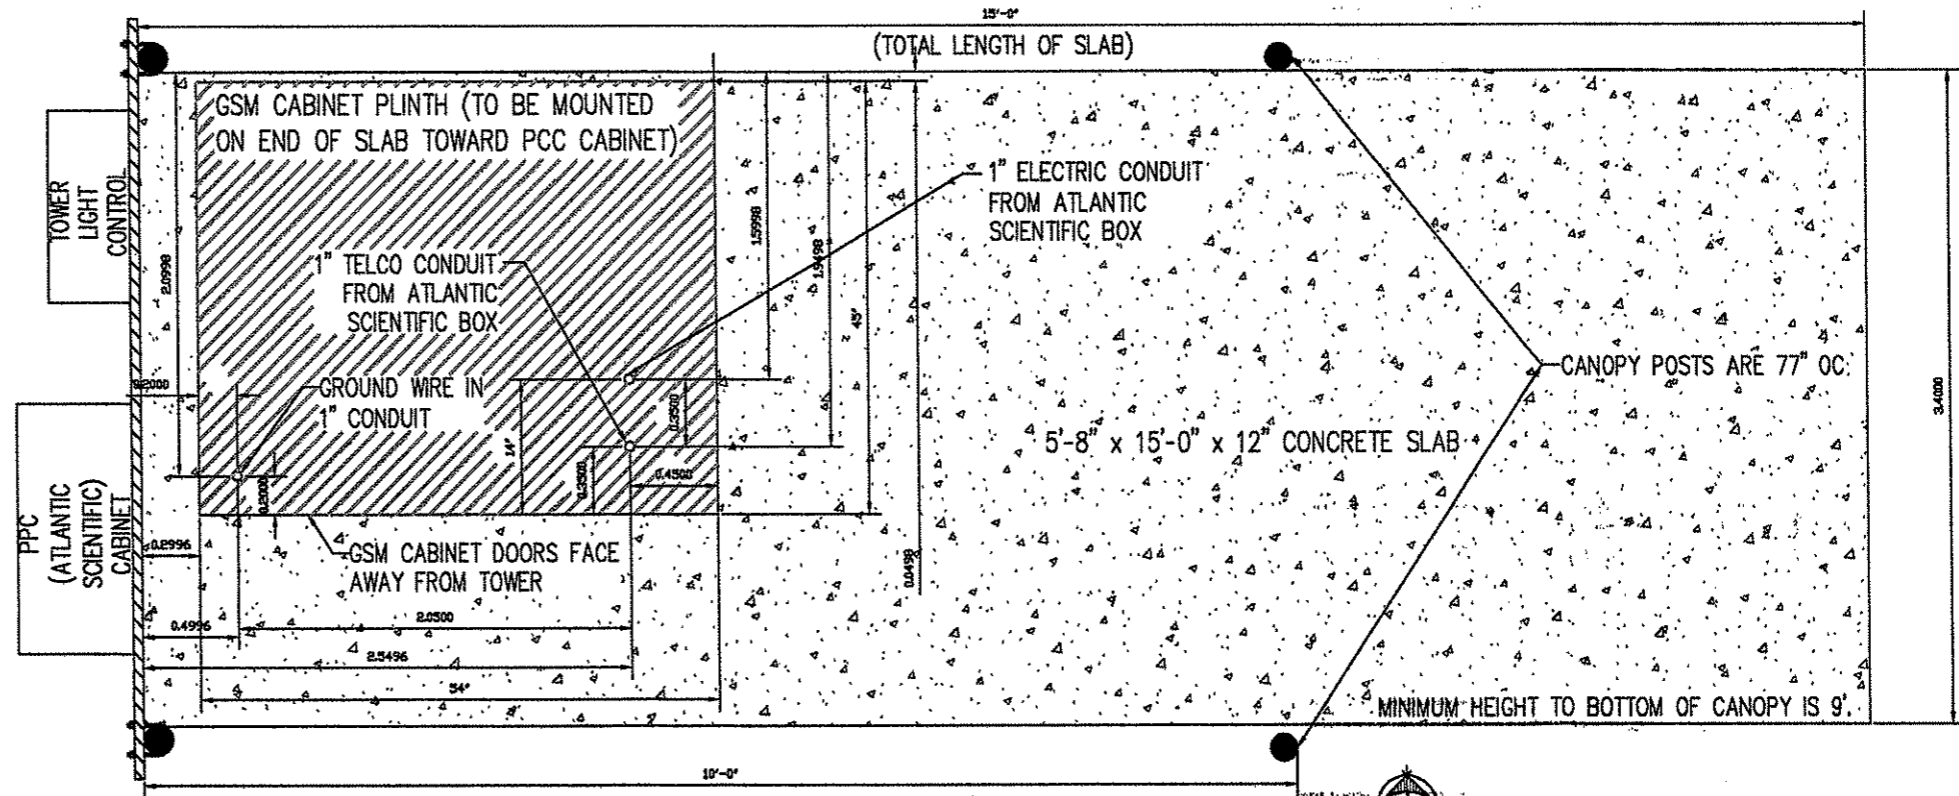 15'-0"
(TOTAL LENGTH OF SLAB)
GSM CABINET PLINTH (TO BE MOUNTED
ON END OF SLAB TOWARD PCC CABINET)
TOWER
LIGHT
CONTROL
2.0998
1" ELECTRIC CONDUIT
FROM ATLANTIC
SCIENTIFIC BOX
1.5998
1.9498
1" TELCO CONDUIT
FROM ATLANTIC
SCIENTIFIC BOX
45"
CANOPY POSTS ARE 77" OC.
3.4000
0.2000
GROUND WIRE IN
1" CONDUIT
14"
0.3500
5'-8" x 15'-0" x 12" CONCRETE SLAB
0.2000
0.3500
0.4500
PPC
(ATLANTIC
SCIENTIFIC)
CABINET
0.2996
GSM CABINET DOORS FACE
AWAY FROM TOWER
0.0498
0.4996
2.0500
2.5496
54"
MINIMUM HEIGHT TO BOTTOM OF CANOPY IS 9'.
10'-0"